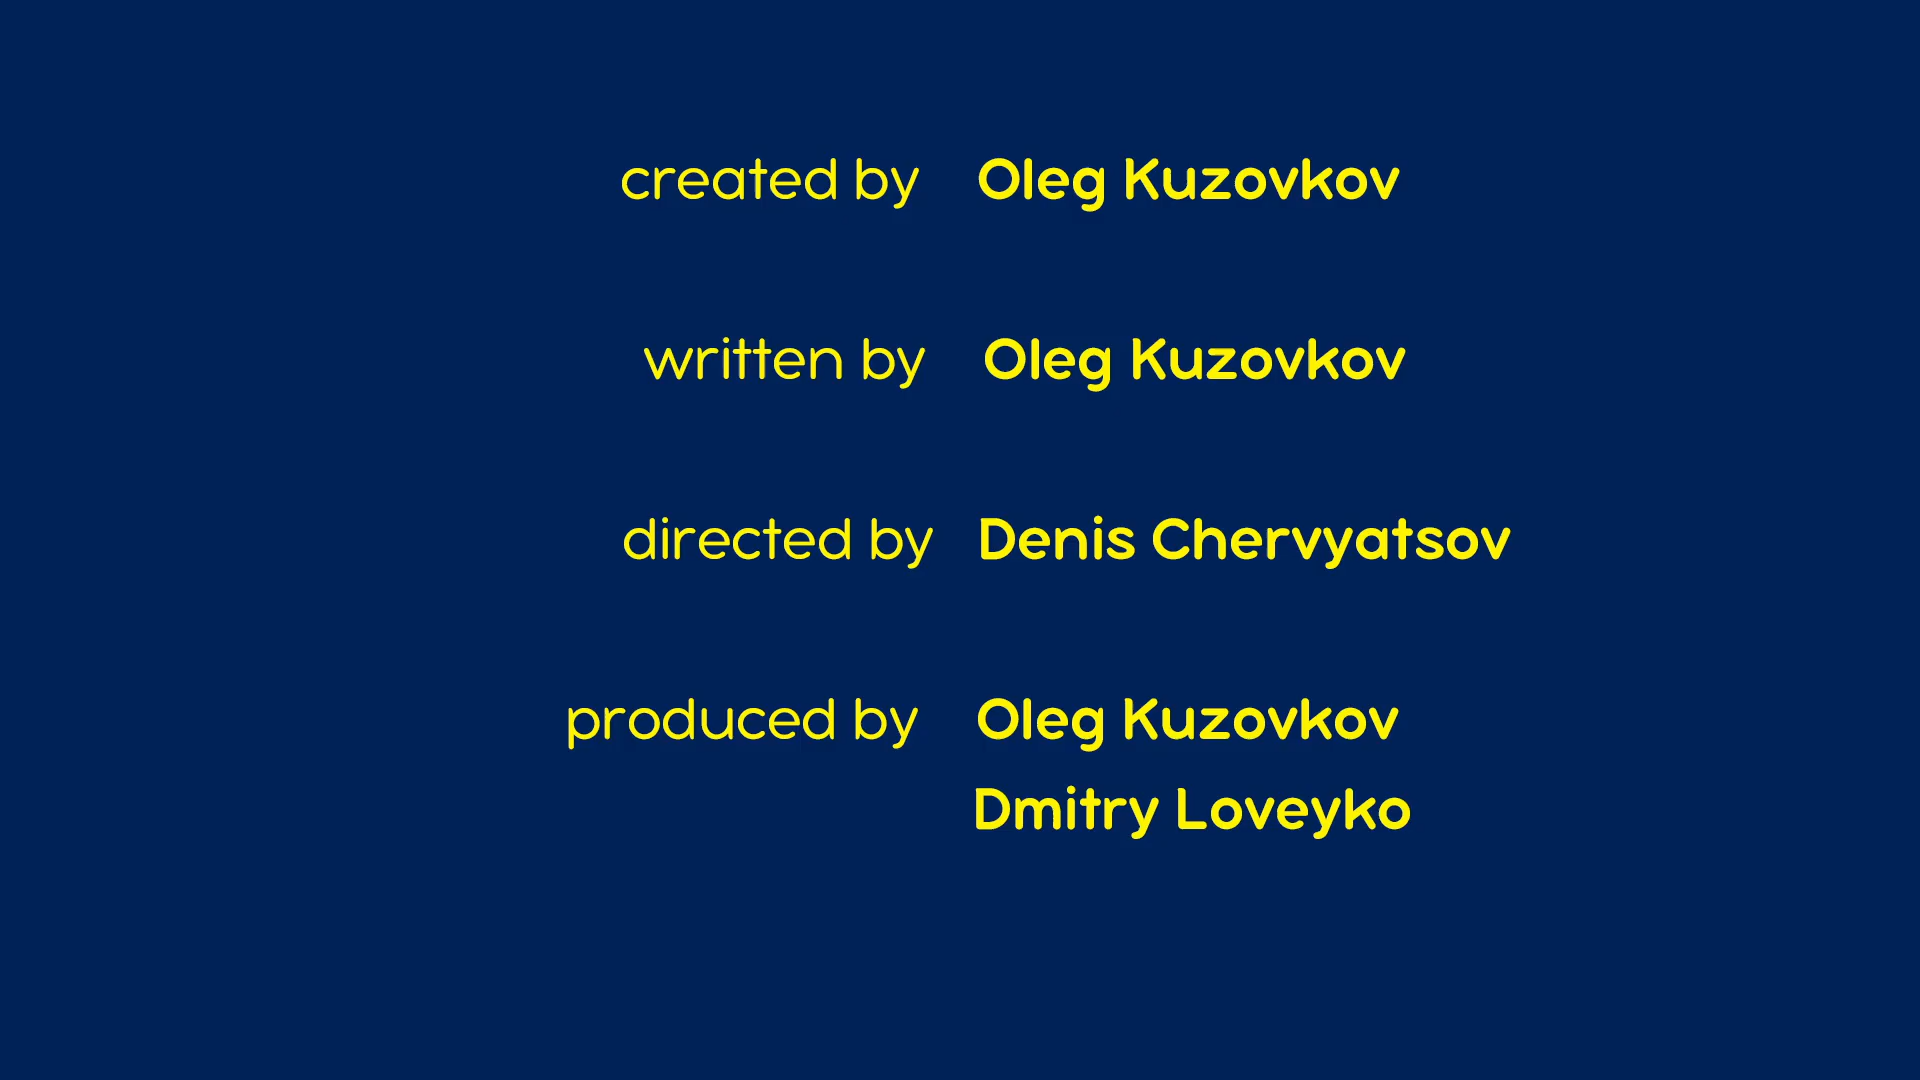 created by Oleg Kuzovkov
written by Oleg Kuzovkov
directed by Denis Chervyatsov
produced by Oleg Kuzovkov
Dmitry Loveyko